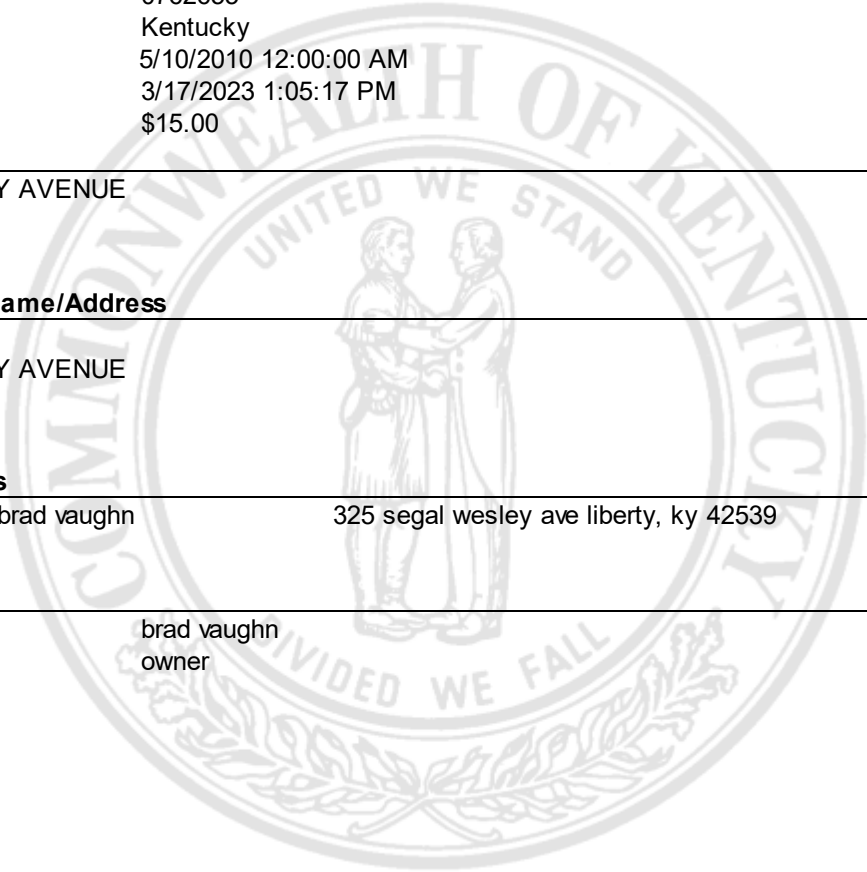 Kentucky
5/10/2010 12:00:00 AM
3/17/2023 1:05:17 PM
$15.00
Y AVENUE
ame/Address
Y AVENUE
s
brad vaughn 325 segal wesley ave liberty, ky 42539
brad vaughn
owner
COMMONWEALTH OF KENTUCKY
UNITED WE STAND
DIVIDED WE FALL